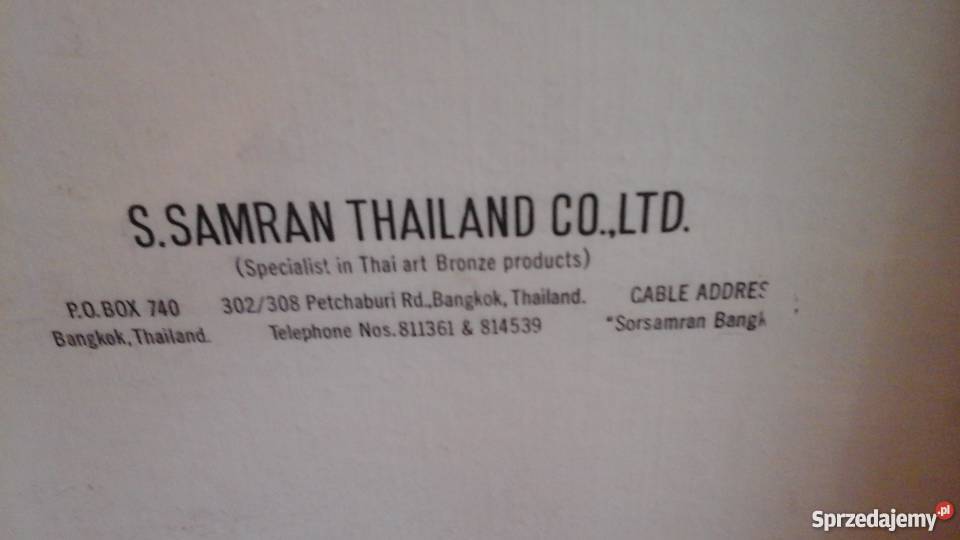 S.SAMRAN THAILAND CO.,LTD.
(Specialist in Thai art Bronze products)
P.O.BOX 740 302/308 Petchaburi Rd.,Bangkok, Thailand. CABLE ADDRES
Bangkok, Thailand. Telephone Nos. 811361 & 814539 "Sorsamran Bangk
Sprzedajemy.pl